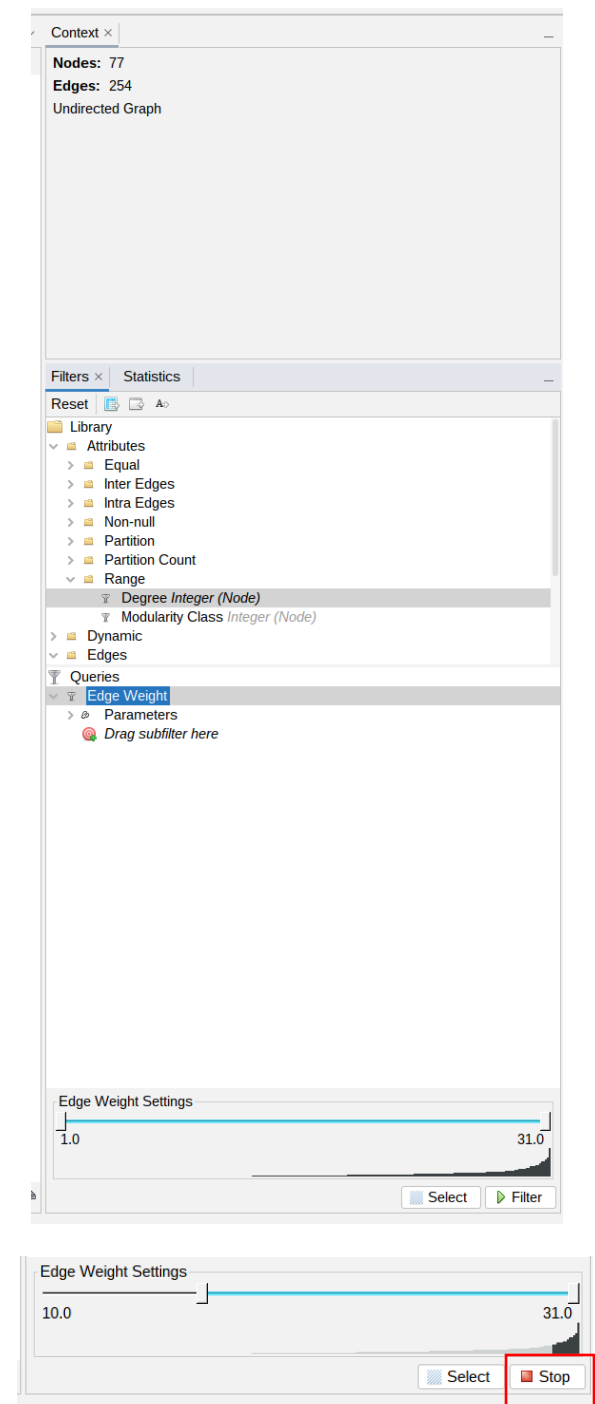 Context
Nodes: 77
Edges: 254
Undirected Graph
Filters Statistics
Reset
Library
Attributes
Equal
Inter Edges
Intra Edges
Non-null
Partition
Partition Count
Range
Degree Integer (Node)
Modularity Class Integer (Node)
Dynamic
Edges
Queries
Edge Weight
Parameters
Drag subfilter here
Edge Weight Settings
1.0 31.0
Select Filter
Edge Weight Settings
10.0 31.0
Select Stop